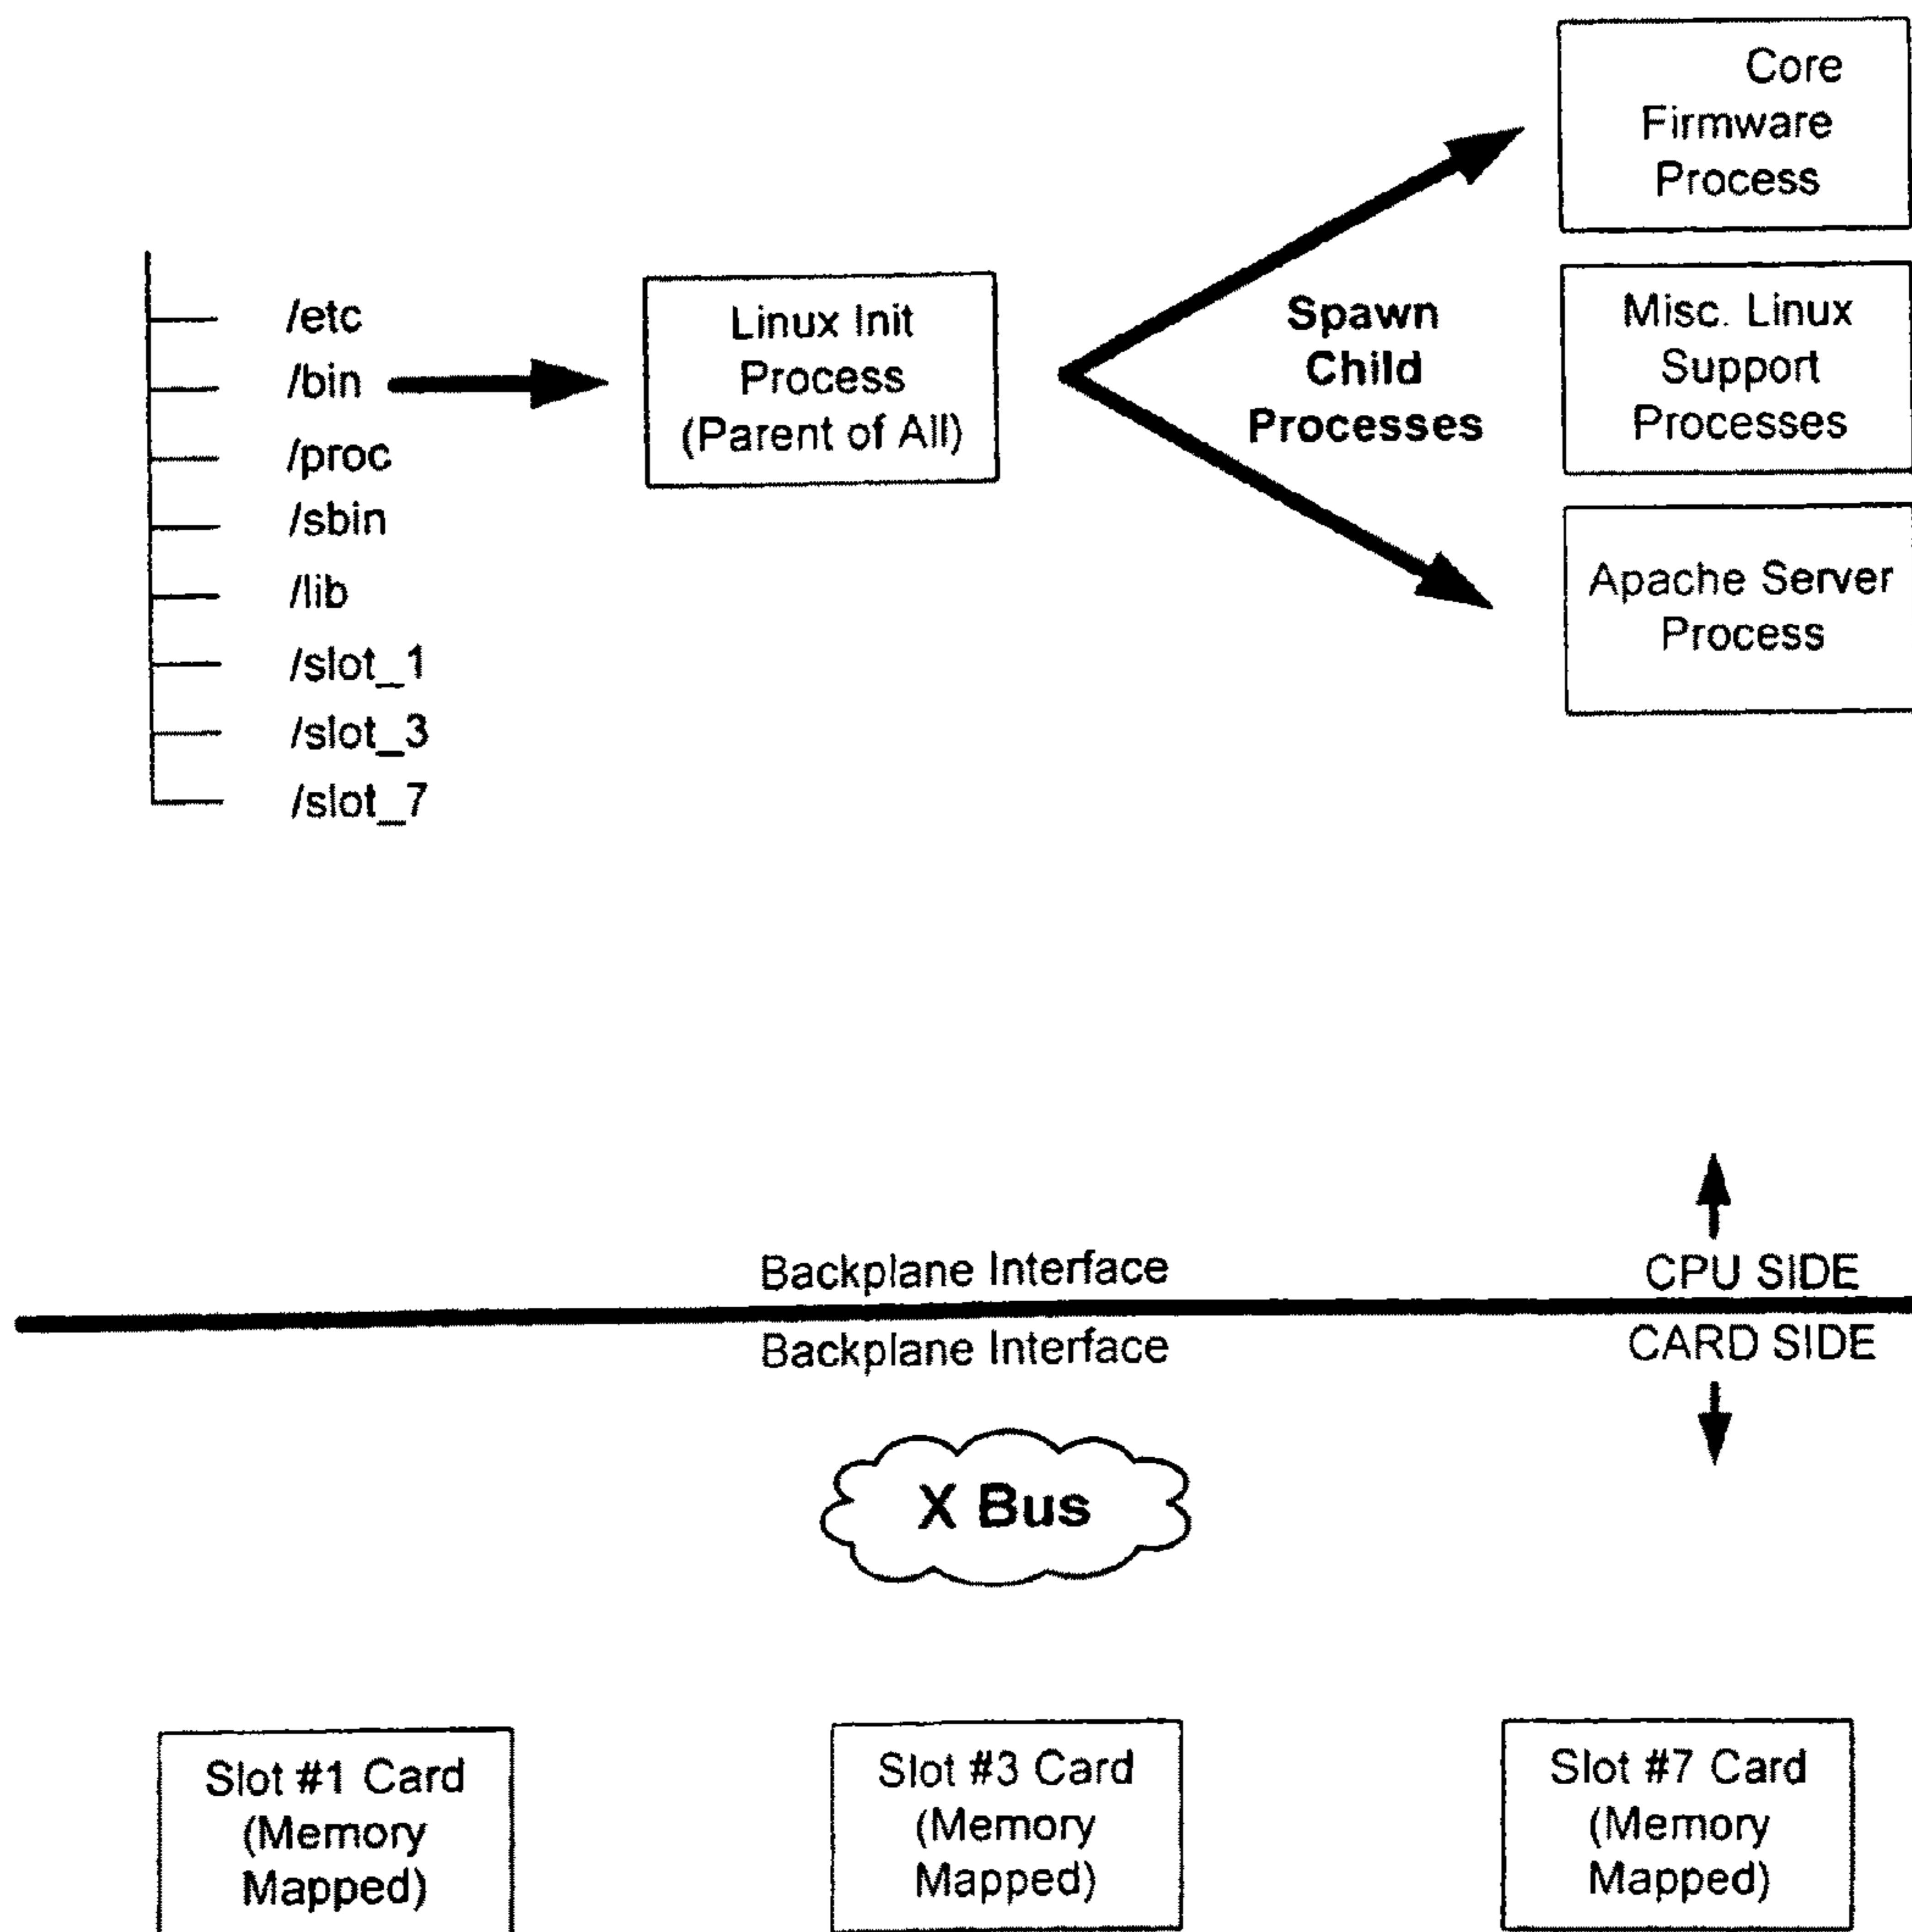 /etc
/bin
/proc
/sbin
/lib
/slot_1
/slot_3
/slot_7
Linux Init
Process
(Parent of All)
Spawn
Child
Processes
Core
Firmware
Process
Misc. Linux
Support
Processes
Apache Server
Process
Backplane Interface
CPU SIDE
Backplane Interface
CARD SIDE
X Bus
Slot #1 Card
(Memory
Mapped)
Slot #3 Card
(Memory
Mapped)
Slot #7 Card
(Memory
Mapped)